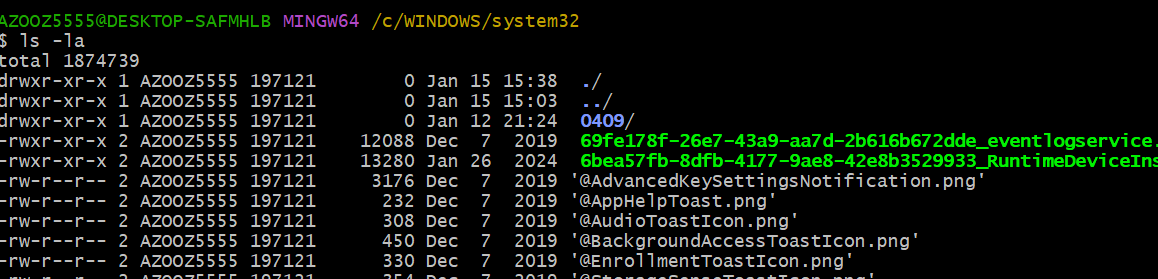 AZOOZ5555@DESKTOP-SAFMHLB MINGW64 /c/WINDOWS/system32
$ ls -la
total 1874739
drwxr-xr-x 1 AZOOZ5555 197121        0 Jan 15 15:38  ./
drwxr-xr-x 1 AZOOZ5555 197121        0 Jan 15 15:03  ../
drwxr-xr-x 1 AZOOZ5555 197121        0 Jan 12 21:24  0409/
-rwxr-xr-x 2 AZOOZ5555 197121    12088 Dec  7  2019  69fe178f-26e7-43a9-aa7d-2b616b672dde_eventlogservice.
-rwxr-xr-x 2 AZOOZ5555 197121    13280 Jan 26  2024  6bea57fb-8dfb-4177-9ae8-42e8b3529933_RuntimeDeviceIns
-rw-r--r-- 2 AZOOZ5555 197121     3176 Dec  7  2019 '@AdvancedKeySettingsNotification.png'
-rw-r--r-- 2 AZOOZ5555 197121      232 Dec  7  2019 '@AppHelpToast.png'
-rw-r--r-- 2 AZOOZ5555 197121      308 Dec  7  2019 '@AudioToastIcon.png'
-rw-r--r-- 2 AZOOZ5555 197121      450 Dec  7  2019 '@BackgroundAccessToastIcon.png'
-rw-r--r-- 2 AZOOZ5555 197121      330 Dec  7  2019 '@EnrollmentToastIcon.png'